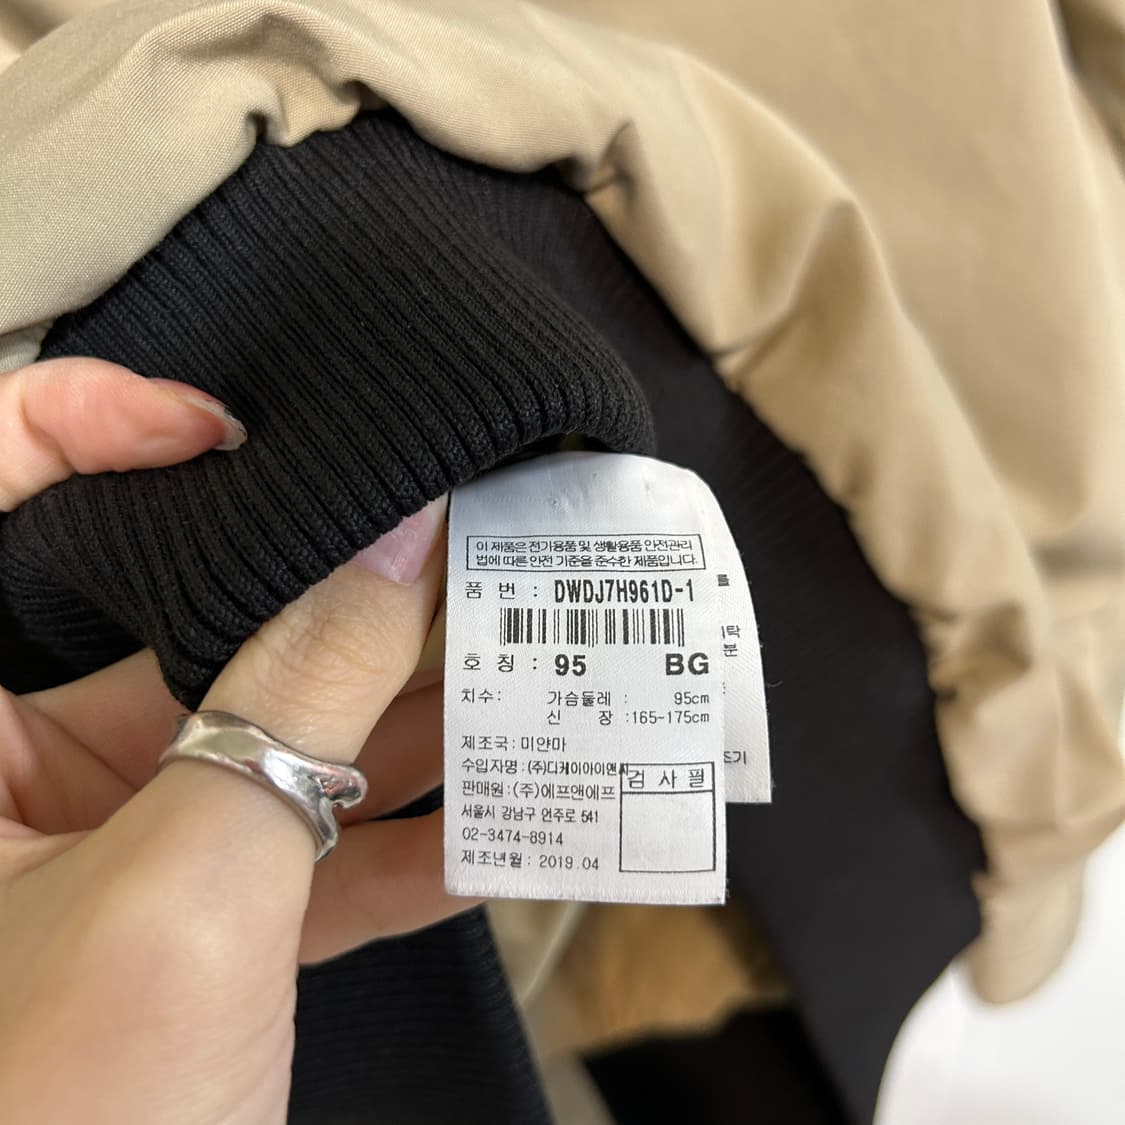 이 제품은 전기용품 및 생활용품 안전관리
법에 따른 안전 기준을 준수한 제품입니다.
품 번 : DWDJ7H961D-1
호 칭 : 95 BG
치수: 가슴둘레 : 95cm
신 장 :165-175cm
제조국: 미얀마
수입자명 : (주)디케이아이앤씨
판매원 : (주)에프앤에프
서울시 강남구 언주로 541
02-3474-8914
제조년월: 2019.04
검 사 필